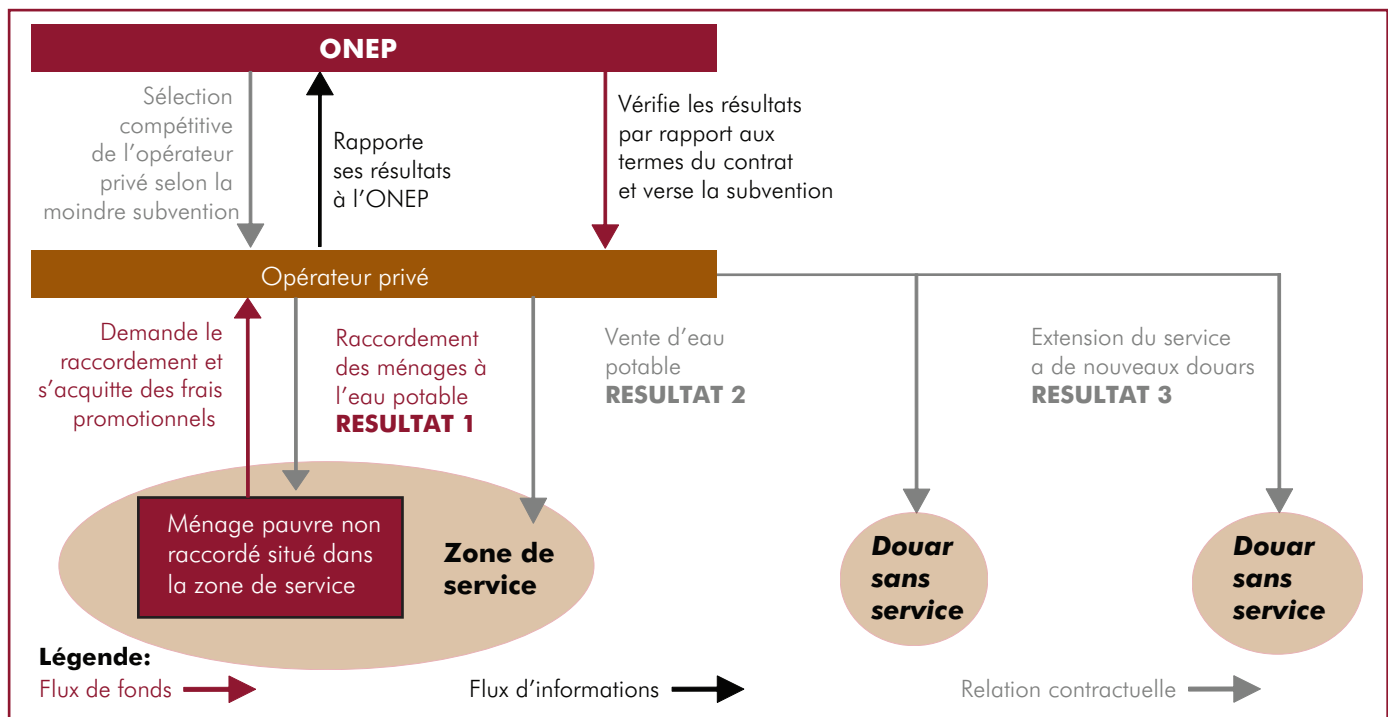 ONEP
Sélection
compétitive
de l'opérateur
privé selon la
moindre subvention
Rapporte
ses résultats
à l'ONEP
Vérifie les résultats
par rapport aux
termes du contrat
et verse la subvention
Opérateur privé
Demande le
raccordement et
s'acquitte des frais
promotionnels
Raccordement
des ménages à
l'eau potable
RESULTAT 1
Vente d'eau
potable
RESULTAT 2
Extension du service
a de nouveaux douars
RESULTAT 3
Ménage pauvre non
raccordé situé dans
la zone de service
Zone de
service
Douar
sans
service
Douar
sans
service
Légende:
Flux de fonds
Flux d'informations
Relation contractuelle